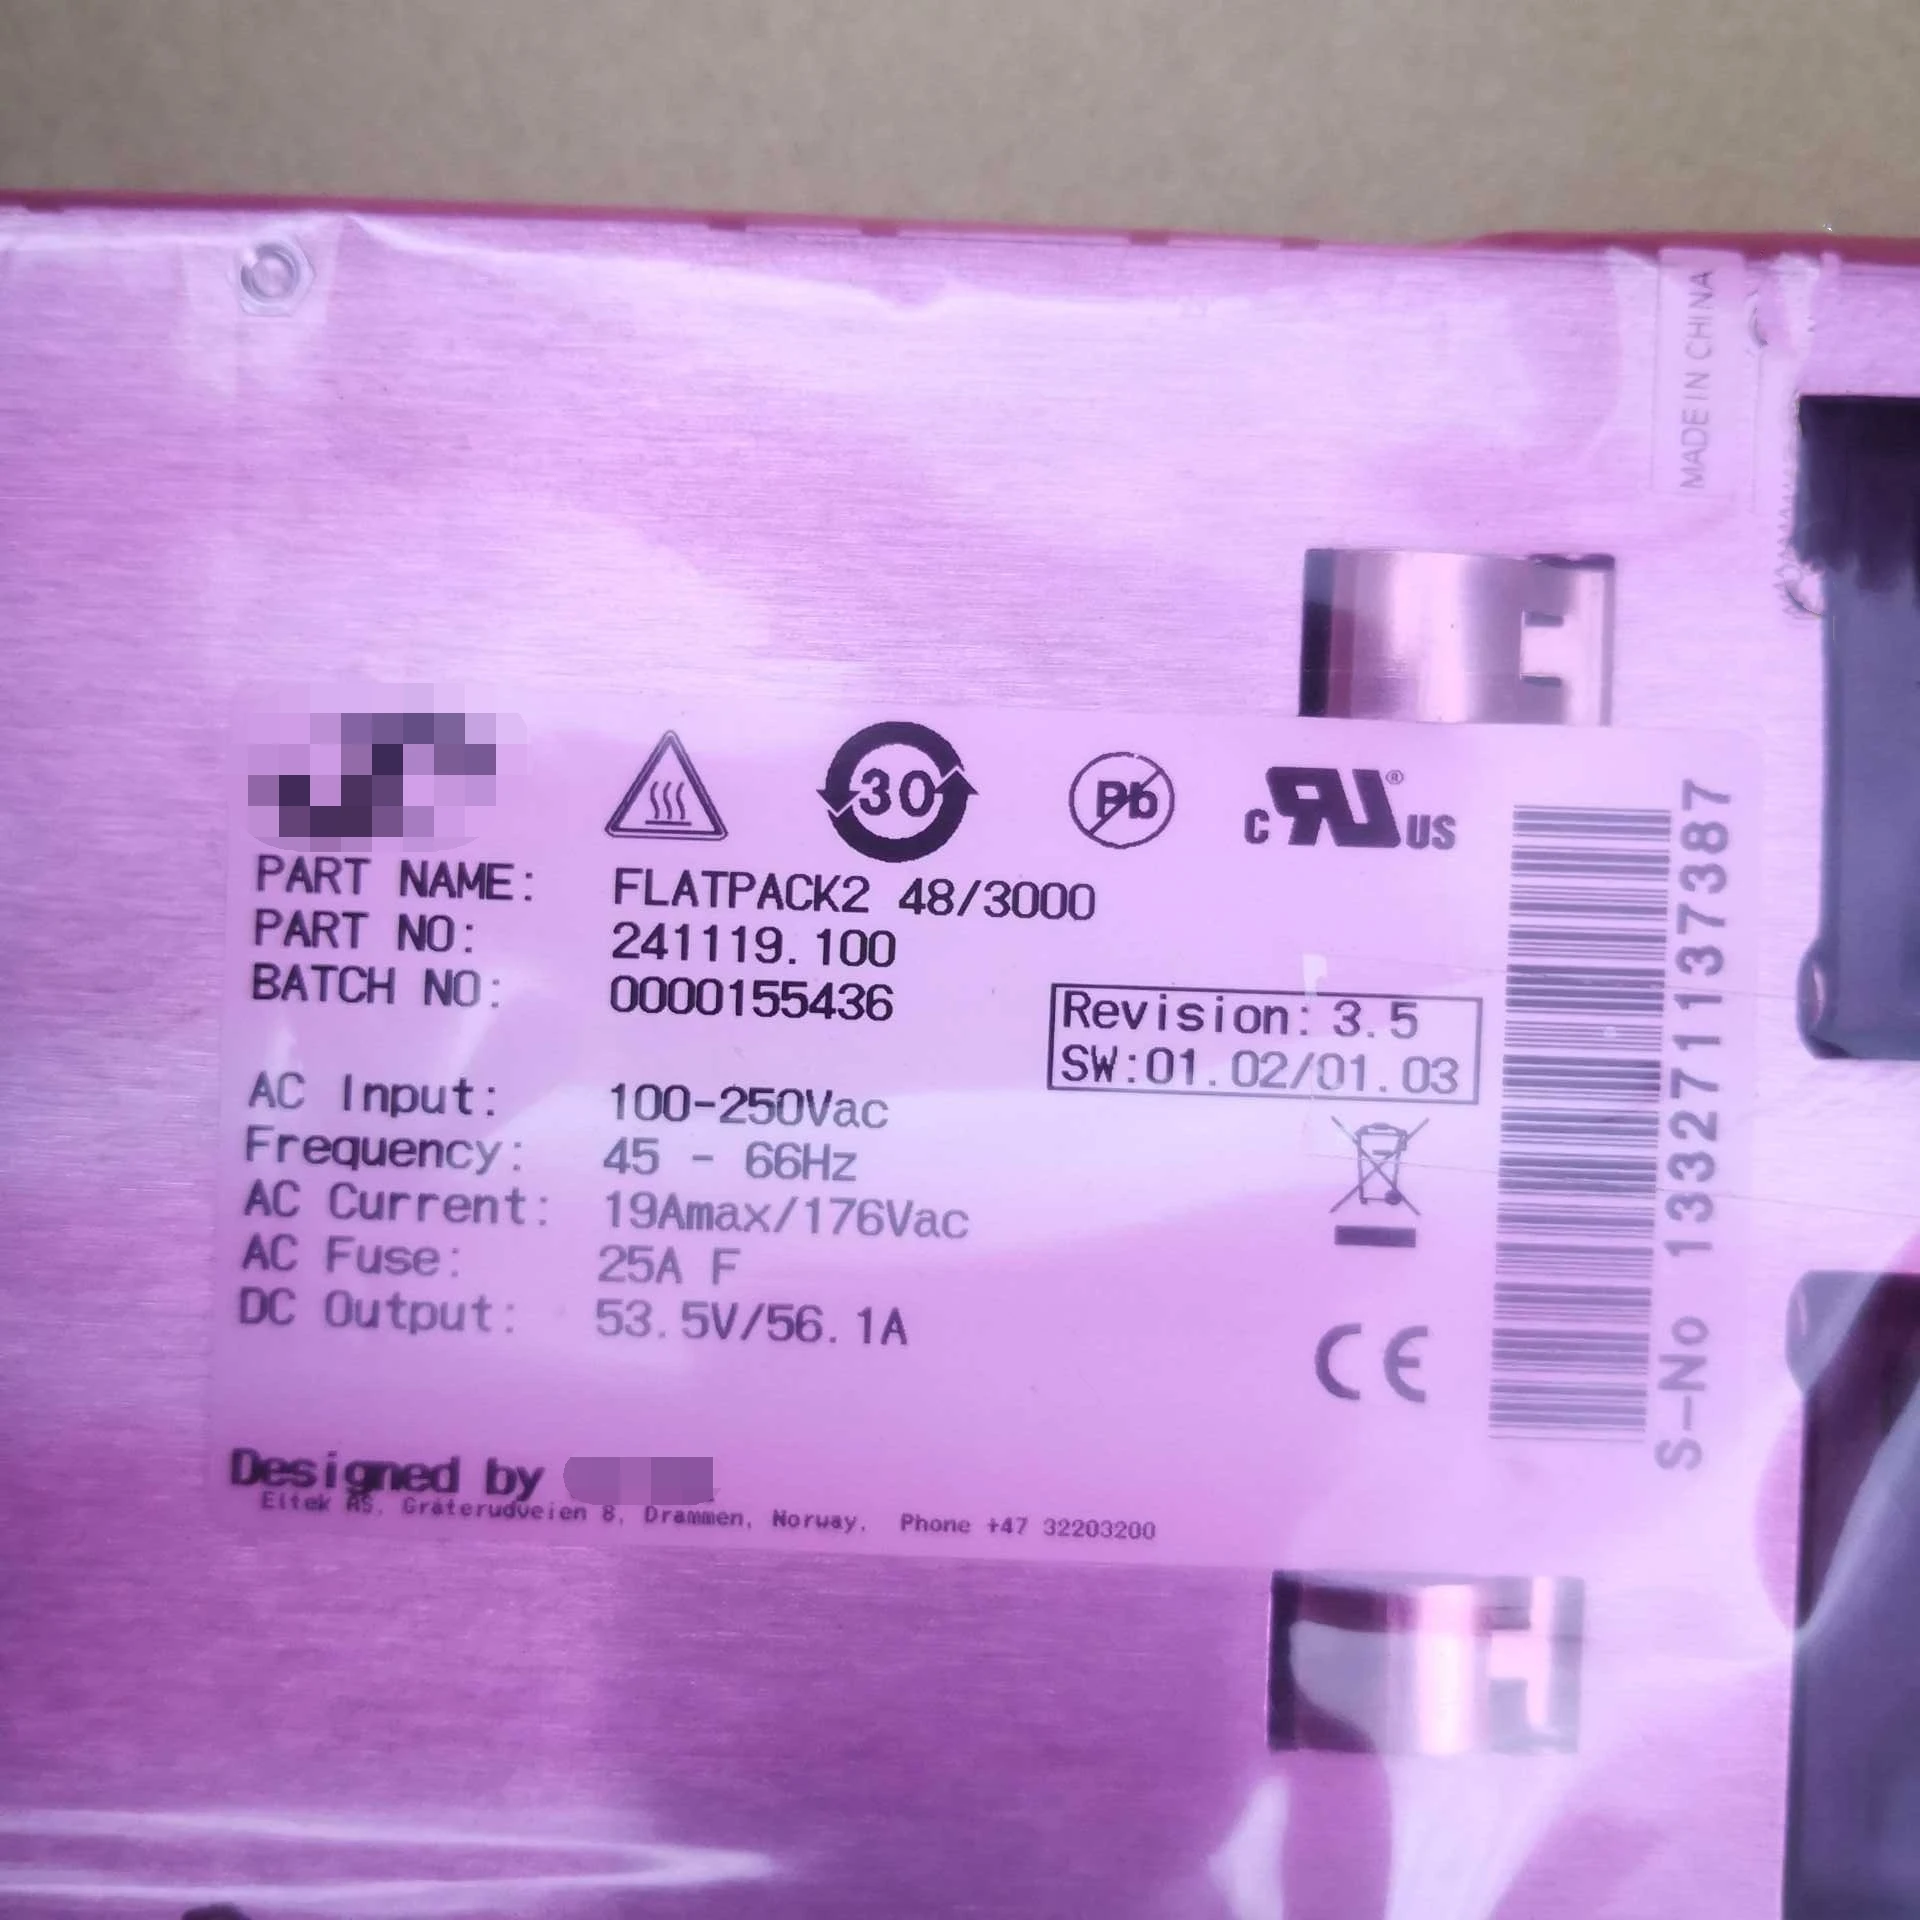 MADE IN CHINA
30
Pb
c RU ® US
PART NAME: FLATPACK2 48/3000
PART NO: 241119.100
BATCH NO: 0000155436
Revision: 3.5
SW:01.02/01.03
AC Input: 100-250Vac
Frequency: 45 - 66Hz
AC Current: 19Amax/176Vac
AC Fuse: 25A F
DC Output: 53.5V/56.1A
CE
S-No 133271137387
Designed by
Eltek AS, Gråterudveien 8, Drammen, Norway. Phone +47 32203200